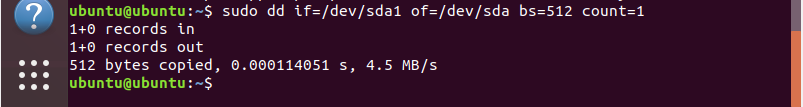 ubuntu@ubuntu:~$ sudo dd if=/dev/sda1 of=/dev/sda bs=512 count=1
1+0 records in
1+0 records out
512 bytes copied, 0.000114051 s, 4.5 MB/s
ubuntu@ubuntu:~$